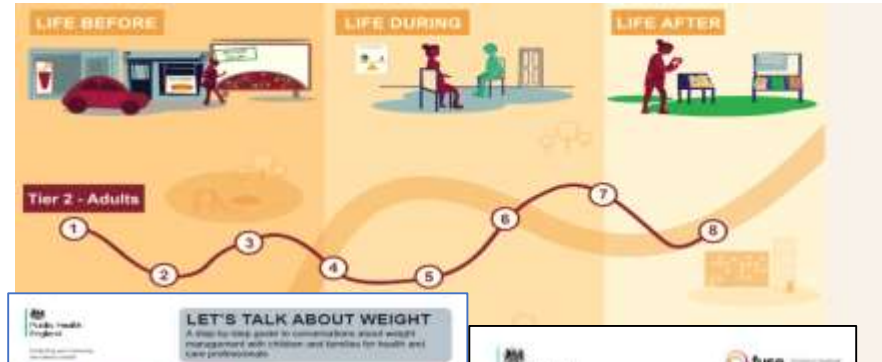 LIFE BEFORE
LIFE DURING
LIFE AFTER
Tier 2 - Adults
1
2
3
4
5
6
7
8
Public Health
England
LET'S TALK ABOUT WEIGHT
A step-by-step guide to conversations about weight
management with children and families for health and
care professionals
fuse